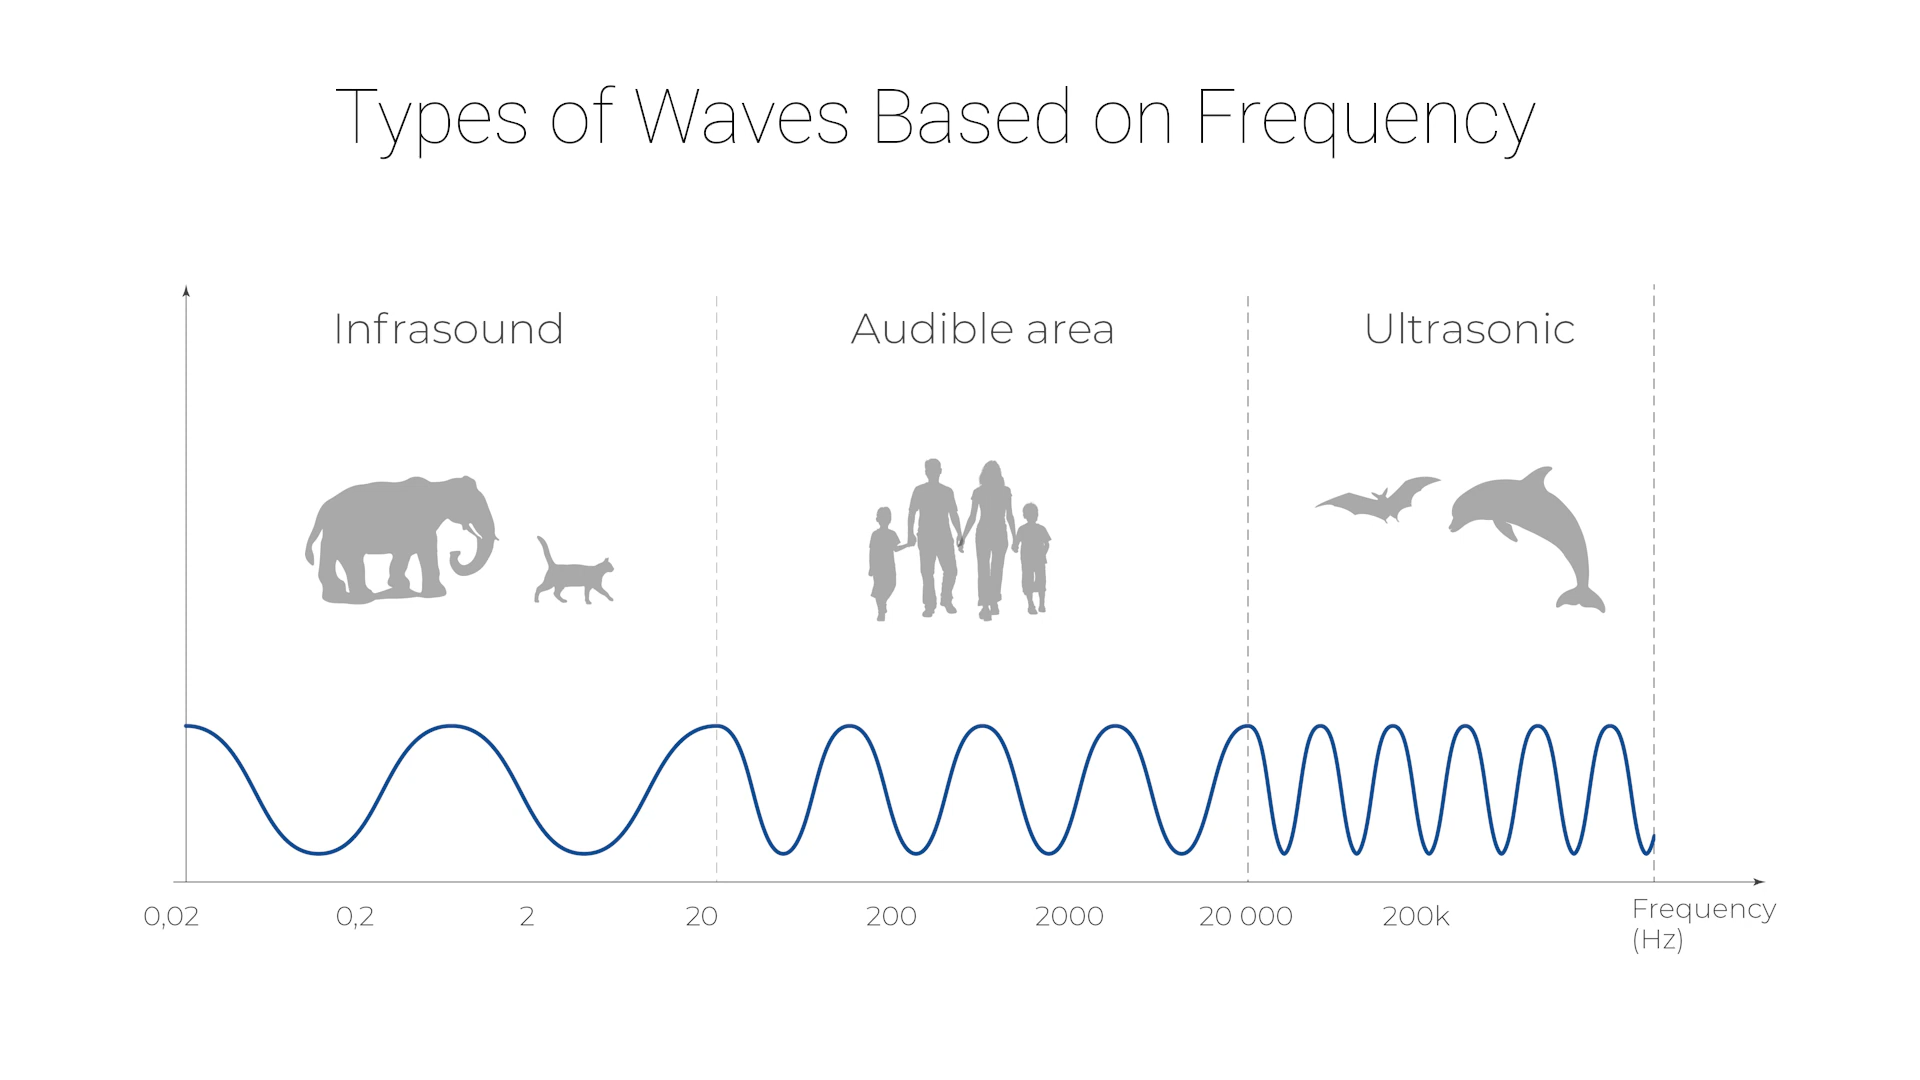 Types of Waves Based on Frequency
Infrasound
Audible area
Ultrasonic
0,02
0,2
2
20
200
2000
20 000
200k
Frequency
(Hz)